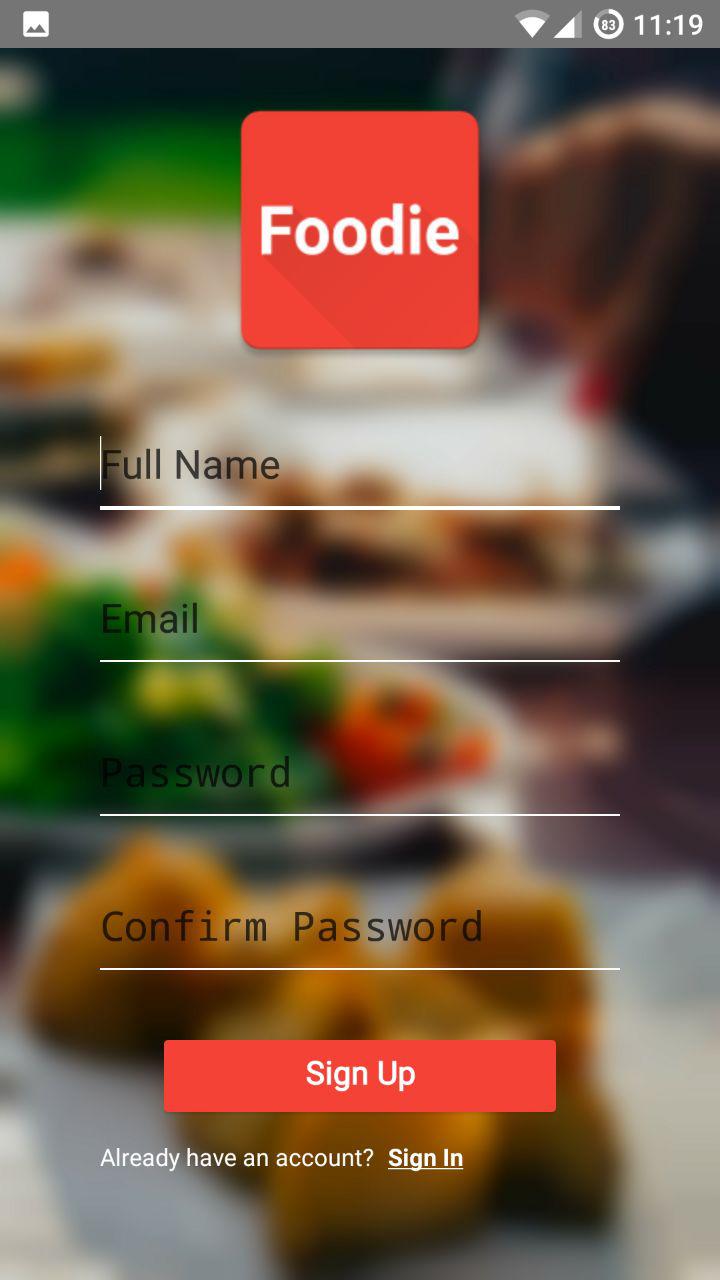 83 11:19
Foodie
Full Name
Email
Password
Confirm Password
Sign Up
Already have an account? Sign In